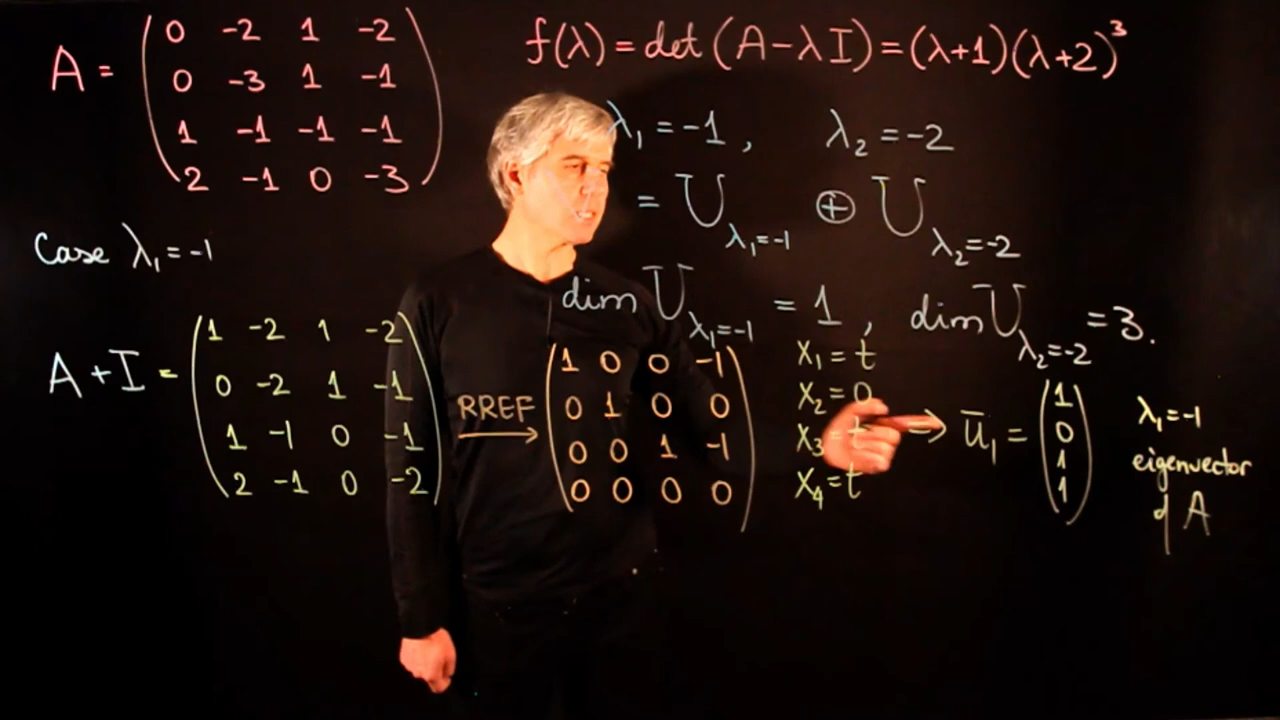 A = ( 0 -2 1 -2
0 -3 1 -1
1 -1 -1 -1
2 -1 0 -3 )
f(λ) = det (A-λI) = (λ+1)(λ+2)³
λ₁ = -1 , λ₂ = -2
= U_{λ₁=-1} ⊕ U_{λ₂=-2}
dim U_{λ₁=-1} = 1 , dim U_{λ₂=-2} = 3.
Case λ₁ = -1
A + I = ( 1 -2 1 -2
0 -2 1 -1
1 -1 0 -1
2 -1 0 -2 )
RREF →
( 1 0 0 -1
0 1 0 0
0 0 1 -1
0 0 0 0 )
x₁ = t
x₂ = 0
x₃ = t
x₄ = t
⇒ u̅₁ = ( 1
0
1
1 )
λ₁ = -1
eigenvector
of A